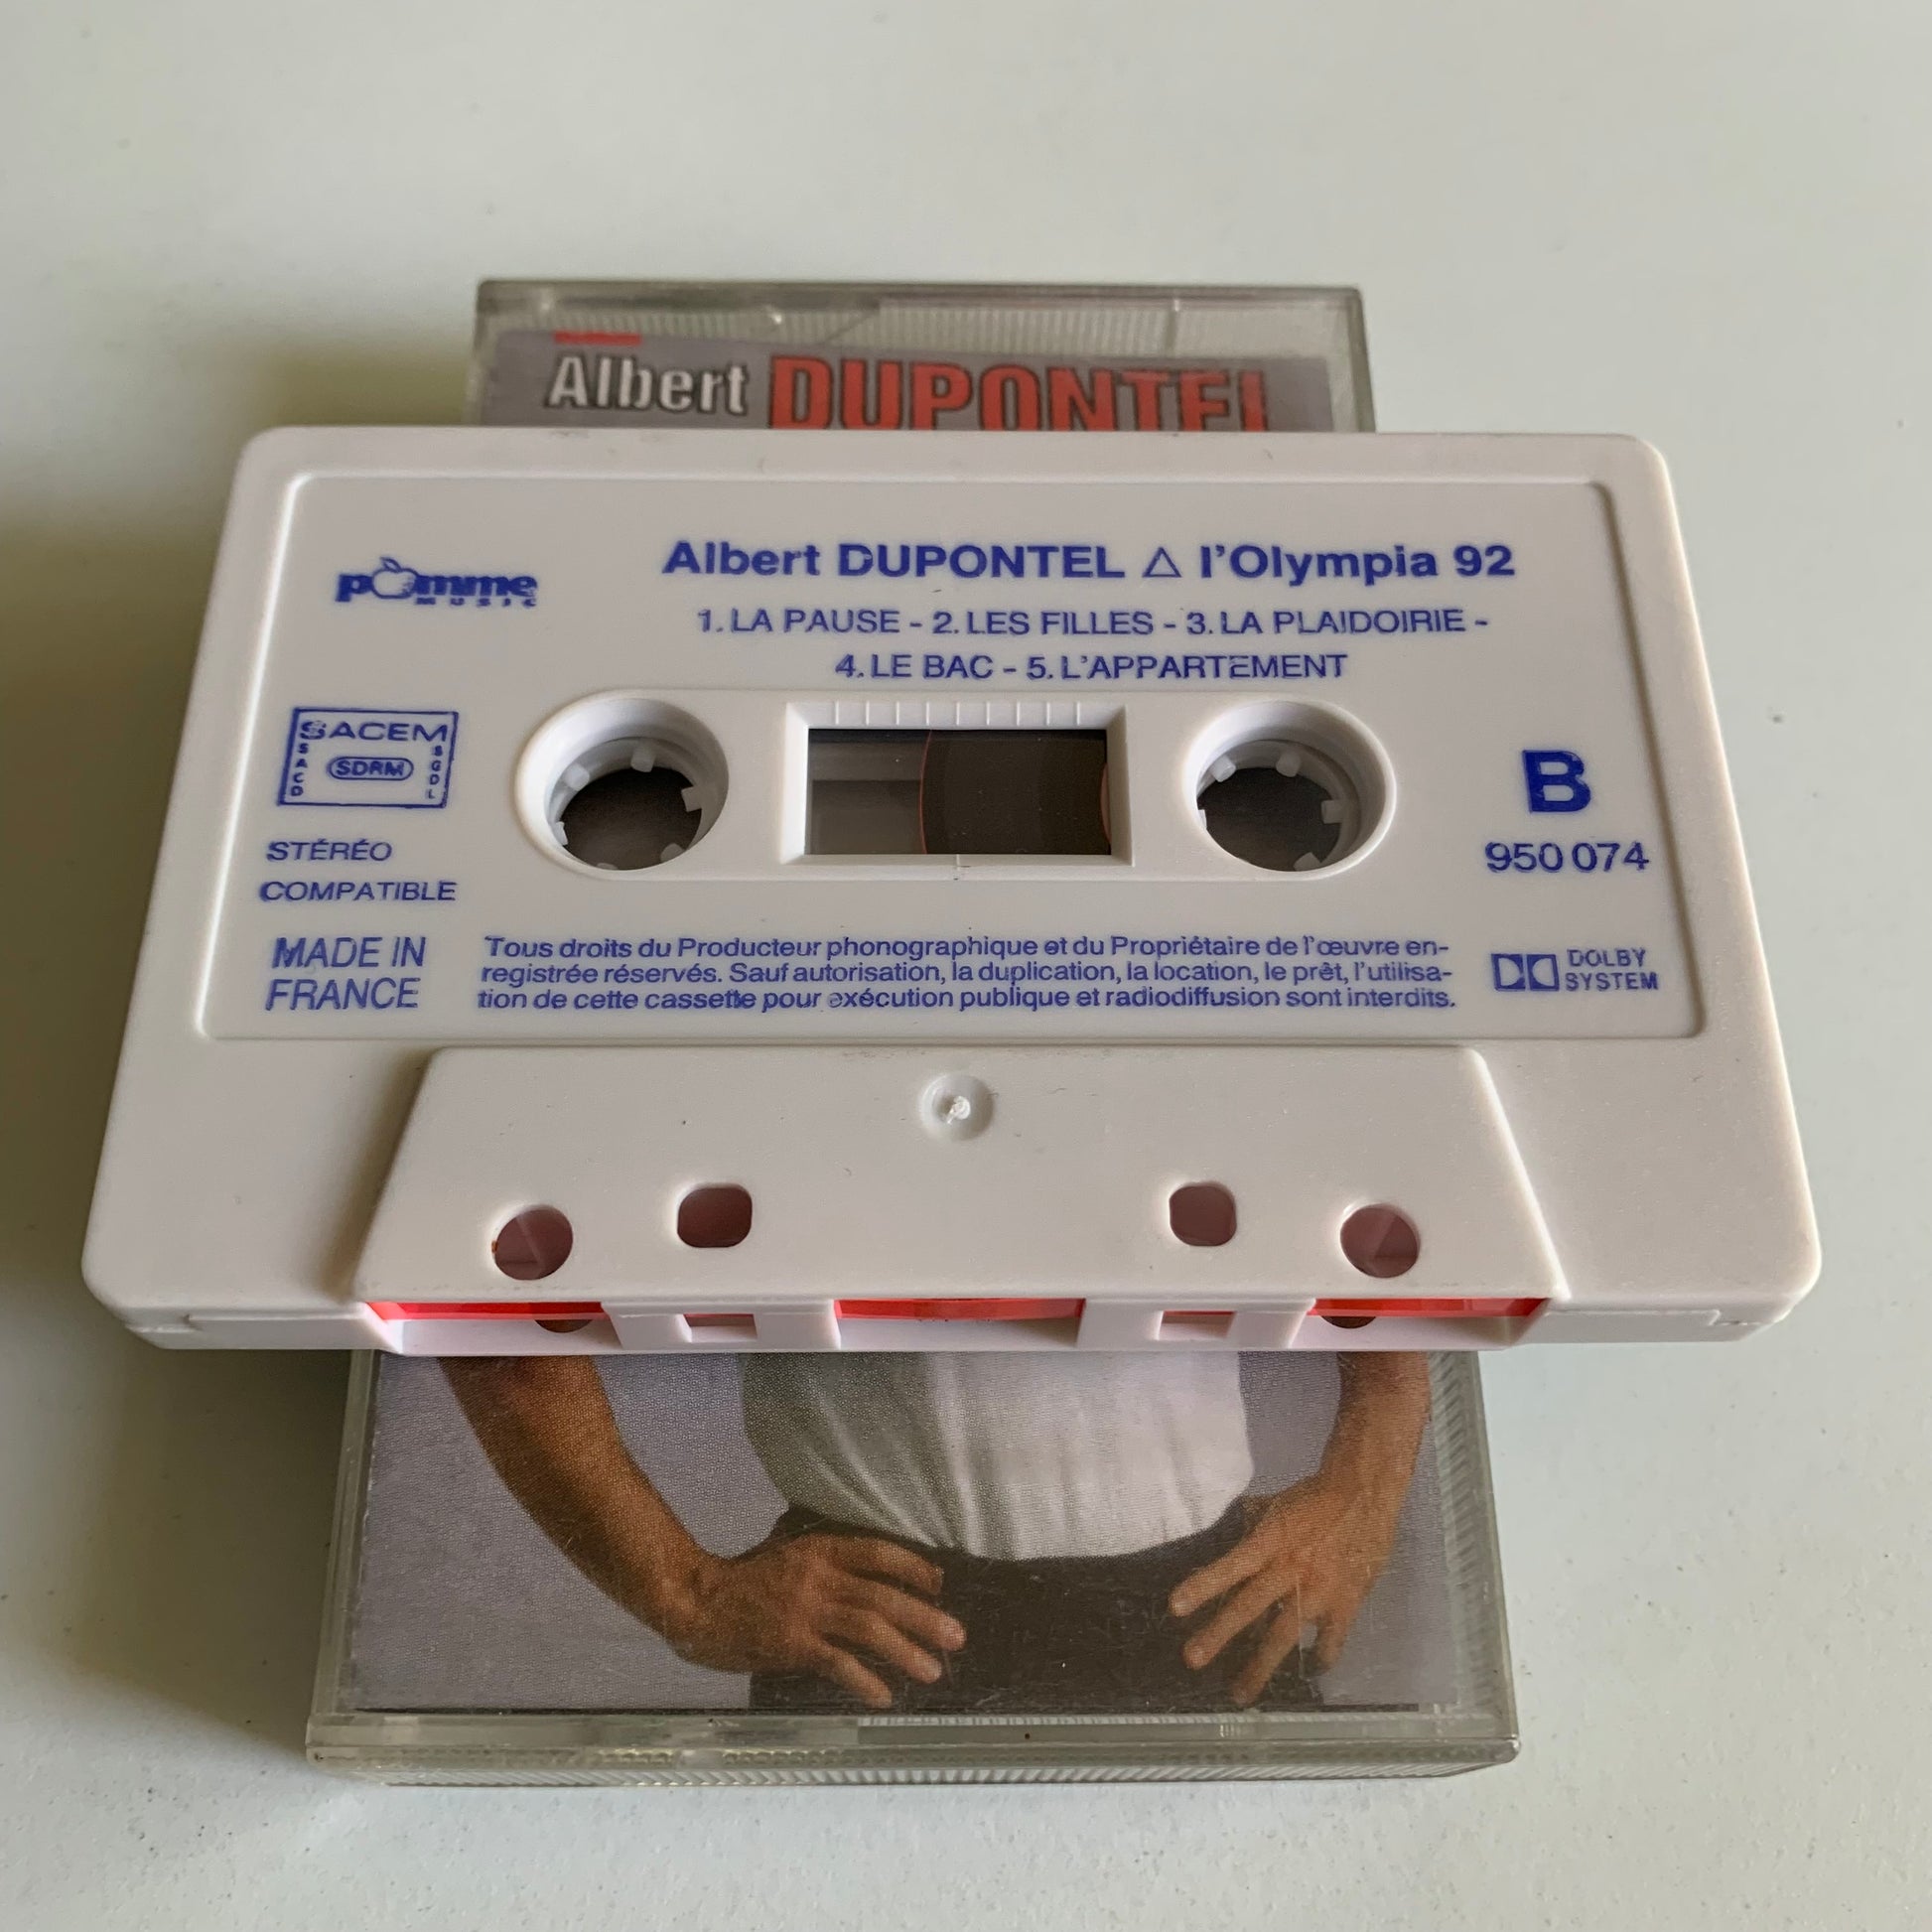 Albert DUPONTEL
pomme
MUSIC
Albert DUPONTEL △ l'Olympia 92
1. LA PAUSE - 2. LES FILLES - 3. LA PLAIDOIRIE -
4. LE BAC - 5. L'APPARTEMENT
SACEM
SACD
SDRM
SGDL
STÉRÉO
COMPATIBLE
MADE IN
FRANCE
B
950 074
Tous droits du Producteur phonographique et du Propriétaire de l'œuvre en-
registrée réservés. Sauf autorisation, la duplication, la location, le prêt, l'utilisa-
tion de cette cassette pour exécution publique et radiodiffusion sont interdits.
DOLBY
SYSTEM